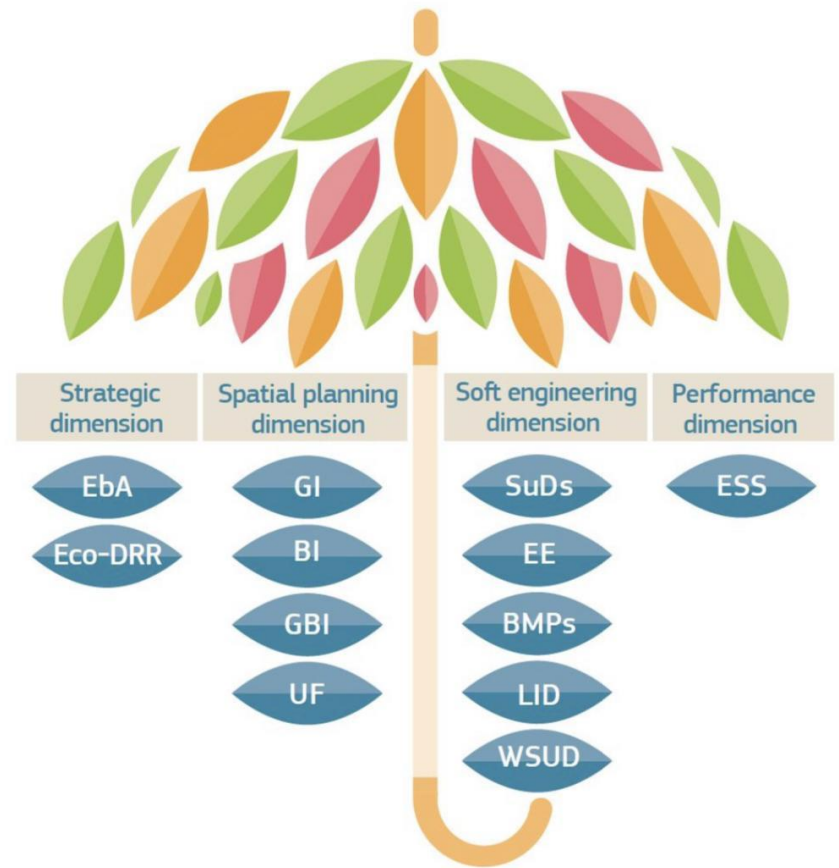 Strategic
dimension
EbA
Eco-DRR
Spatial planning
dimension
GI
BI
GBI
UF
Soft engineering
dimension
SuDs
EE
BMPs
LID
WSUD
Performance
dimension
ESS